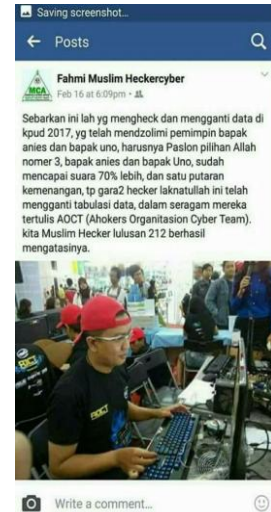 Saving screenshot...
Posts
MCA
Fahmi Muslim Heckercyber
Feb 16 at 6:09pm •
Sebarkan ini lah yg mengheck dan mengganti data di
kpud 2017, yg telah mendzolimi pemimpin bapak
anies dan bapak uno, harusnya Paslon pilihan Allah
nomer 3, bapak anies dan bapak Uno, sudah
mencapai suara 70% lebih, dan satu putaran
kemenangan, tp gara2 hecker laknatullah ini telah
mengganti tabulasi data, dalam seragam mereka
tertulis AOCT (Ahokers Organitasion Cyber Team).
kita Muslim Hecker lulusan 212 berhasil
mengatasinya.
Write a comment...